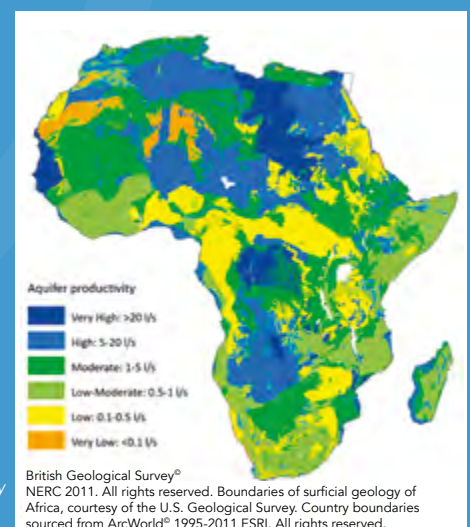 Aquifer productivity
Very High: >20 l/s
High: 5-20 l/s
Moderate: 1-5 l/s
Low-Moderate: 0.5-1 l/s
Low: 0.1-0.5 l/s
Very Low: <0.1 l/s
British Geological Survey©
NERC 2011. All rights reserved. Boundaries of surficial geology of
Africa, courtesy of the U.S. Geological Survey. Country boundaries
sourced from ArcWorld© 1995-2011 ESRI. All rights reserved.